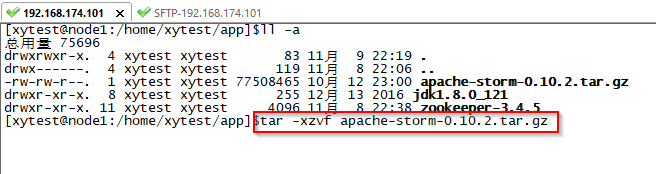 192.168.174.101 × SFTP-192.168.174.101
[xytest@node1:/home/xytest/app]$ll -a
总用量 75696
drwxrwxr-x. 4 xytest xytest 83 11月 9 22:19 .
drwx------. 4 xytest xytest 119 11月 8 22:06 ..
-rw-rw-r--. 1 xytest xytest 77508465 10月 12 23:00 apache-storm-0.10.2.tar.gz
drwxr-xr-x. 8 xytest xytest 255 12月 13 2016 jdk1.8.0_121
drwxr-xr-x. 11 xytest xytest 4096 11月 8 22:38 zookeeper-3.4.5
[xytest@node1:/home/xytest/app]$tar -xzvf apache-storm-0.10.2.tar.gz